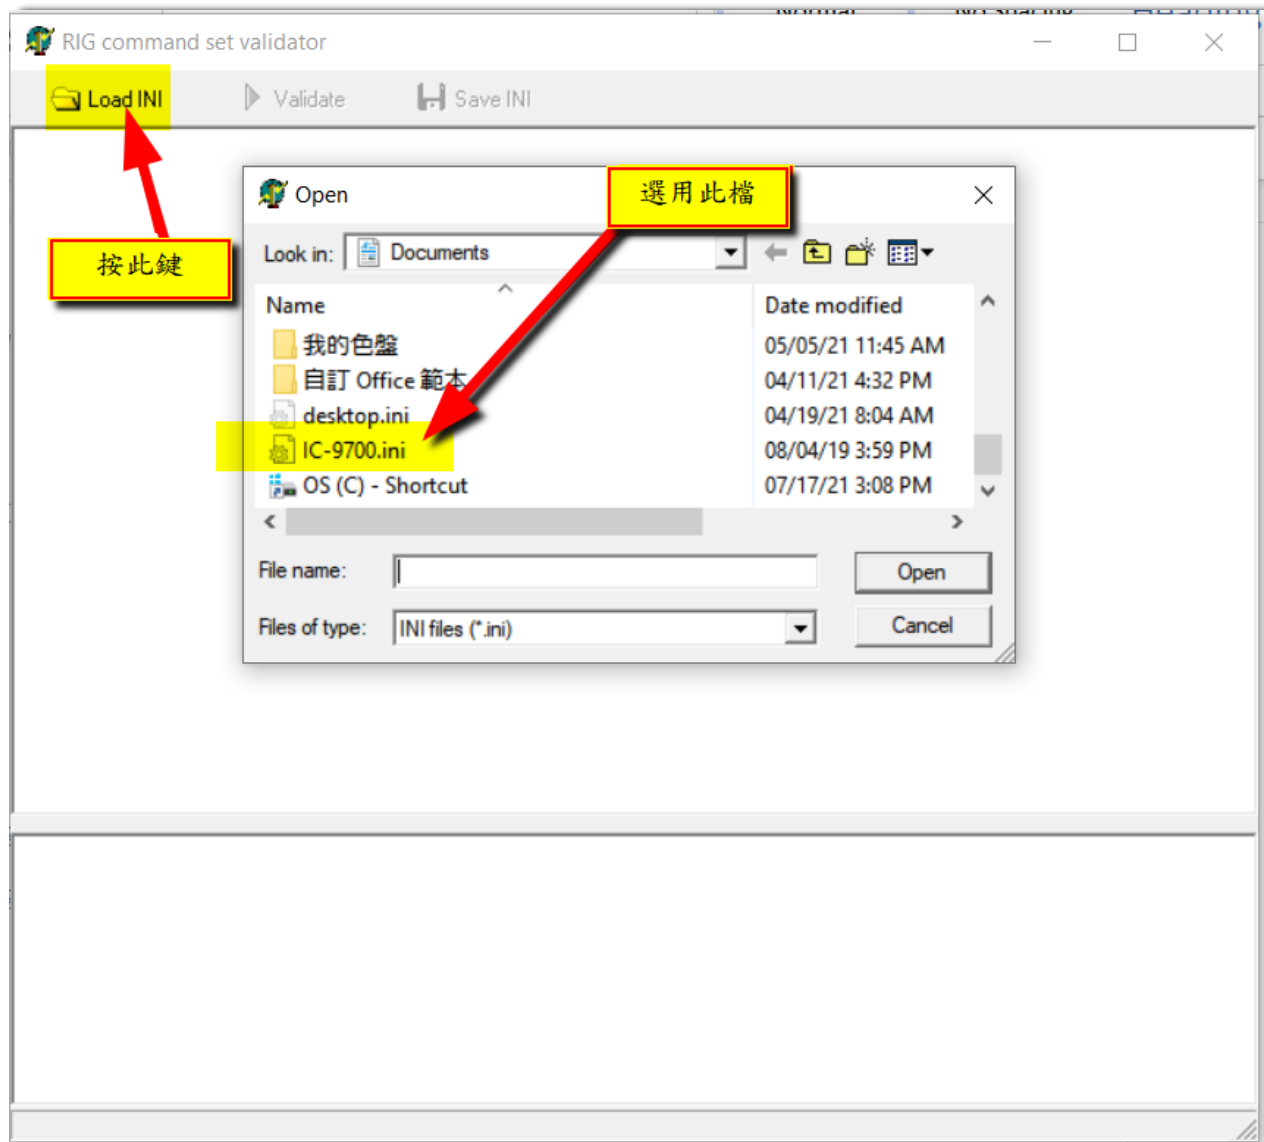 RIG command set validator
Load INI Validate Save INI
Open
選用此檔
按此鍵
Look in: Documents
Name Date modified
我的色盤 05/05/21 11:45 AM
自訂 Office 範本 04/11/21 4:32 PM
desktop.ini 04/19/21 8:04 AM
IC-9700.ini 08/04/19 3:59 PM
OS (C) - Shortcut 07/17/21 3:08 PM
File name: Open
Files of type: INI files (*.ini) Cancel